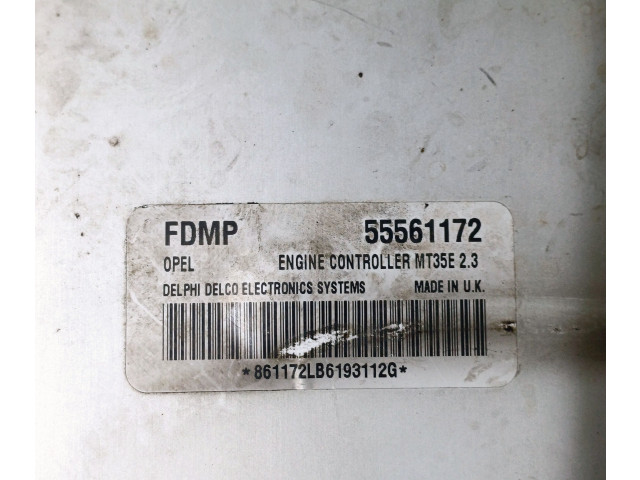 FDMP 55561172
OPEL ENGINE CONTROLLER MT35E 2.3
DELPHI DELCO ELECTRONICS SYSTEMS MADE IN U.K.
*861172LB6193112G*